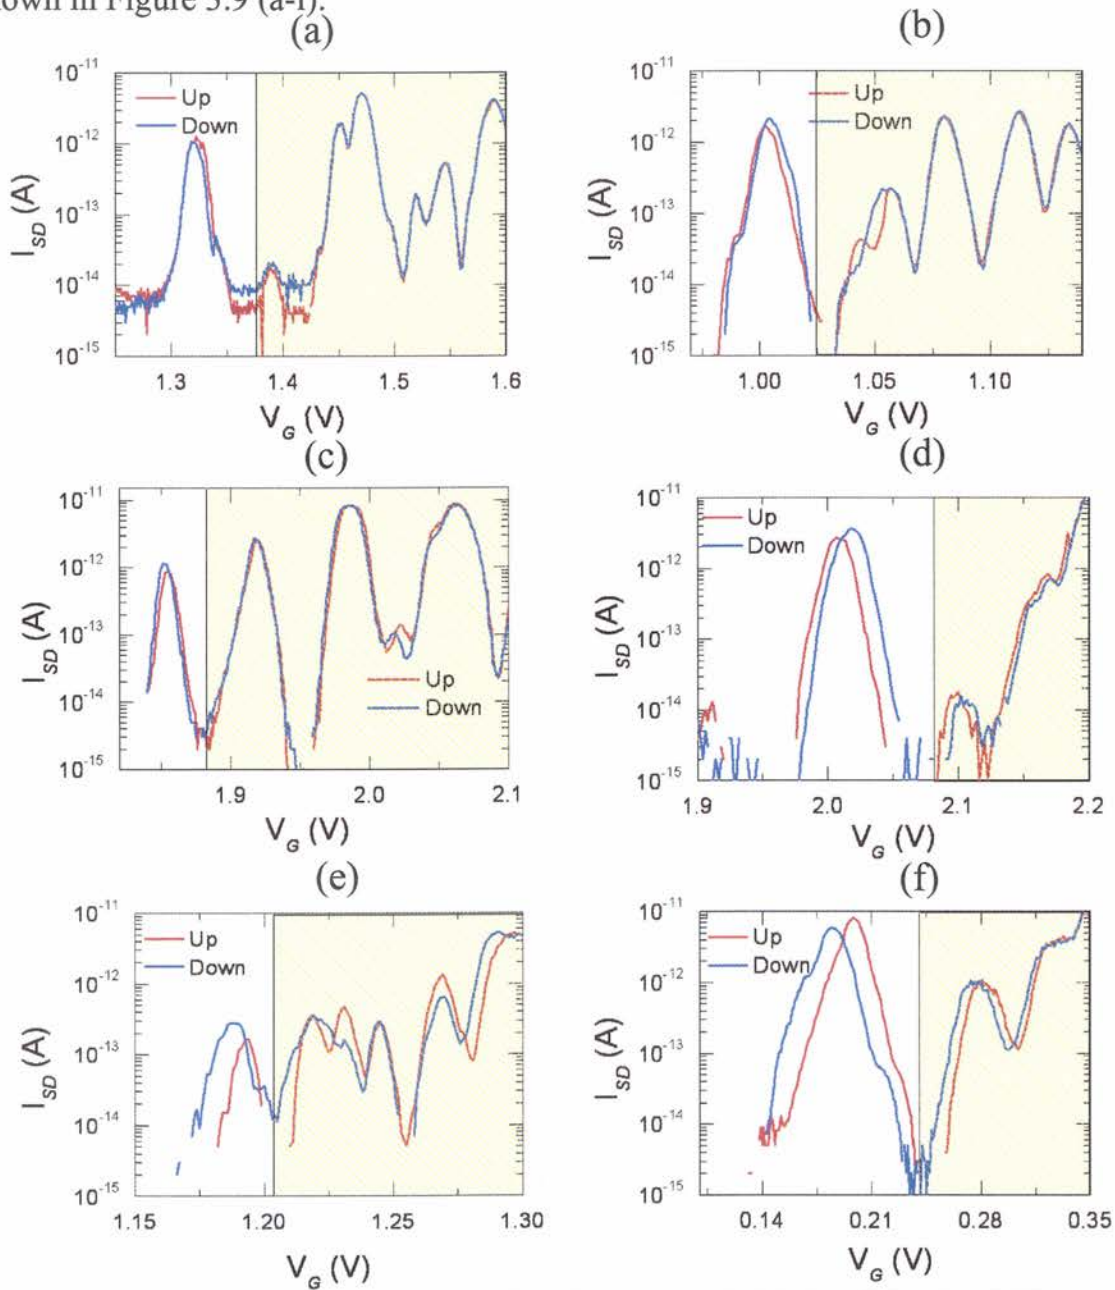 own in Figure 5.9 (a-f).
(a)
(b)
10⁻¹¹
10⁻¹²
10⁻¹³
10⁻¹⁴
10⁻¹⁵
I_SD (A)
Up
Down
1.3 1.4 1.5 1.6
V_G (V)
10⁻¹¹
10⁻¹²
10⁻¹³
10⁻¹⁴
10⁻¹⁵
I_SD (A)
Up
Down
1.00 1.05 1.10
V_G (V)
(c)
(d)
10⁻¹¹
10⁻¹²
10⁻¹³
10⁻¹⁴
10⁻¹⁵
I_SD (A)
Up
Down
1.9 2.0 2.1
V_G (V)
10⁻¹¹
10⁻¹²
10⁻¹³
10⁻¹⁴
10⁻¹⁵
I_SD (A)
Up
Down
1.9 2.0 2.1 2.2
V_G (V)
(e)
(f)
10⁻¹¹
10⁻¹²
10⁻¹³
10⁻¹⁴
10⁻¹⁵
I_SD (A)
Up
Down
1.15 1.20 1.25 1.30
V_G (V)
10⁻¹¹
10⁻¹²
10⁻¹³
10⁻¹⁴
10⁻¹⁵
I_SD (A)
Up
Down
0.14 0.21 0.28 0.35
V_G (V)